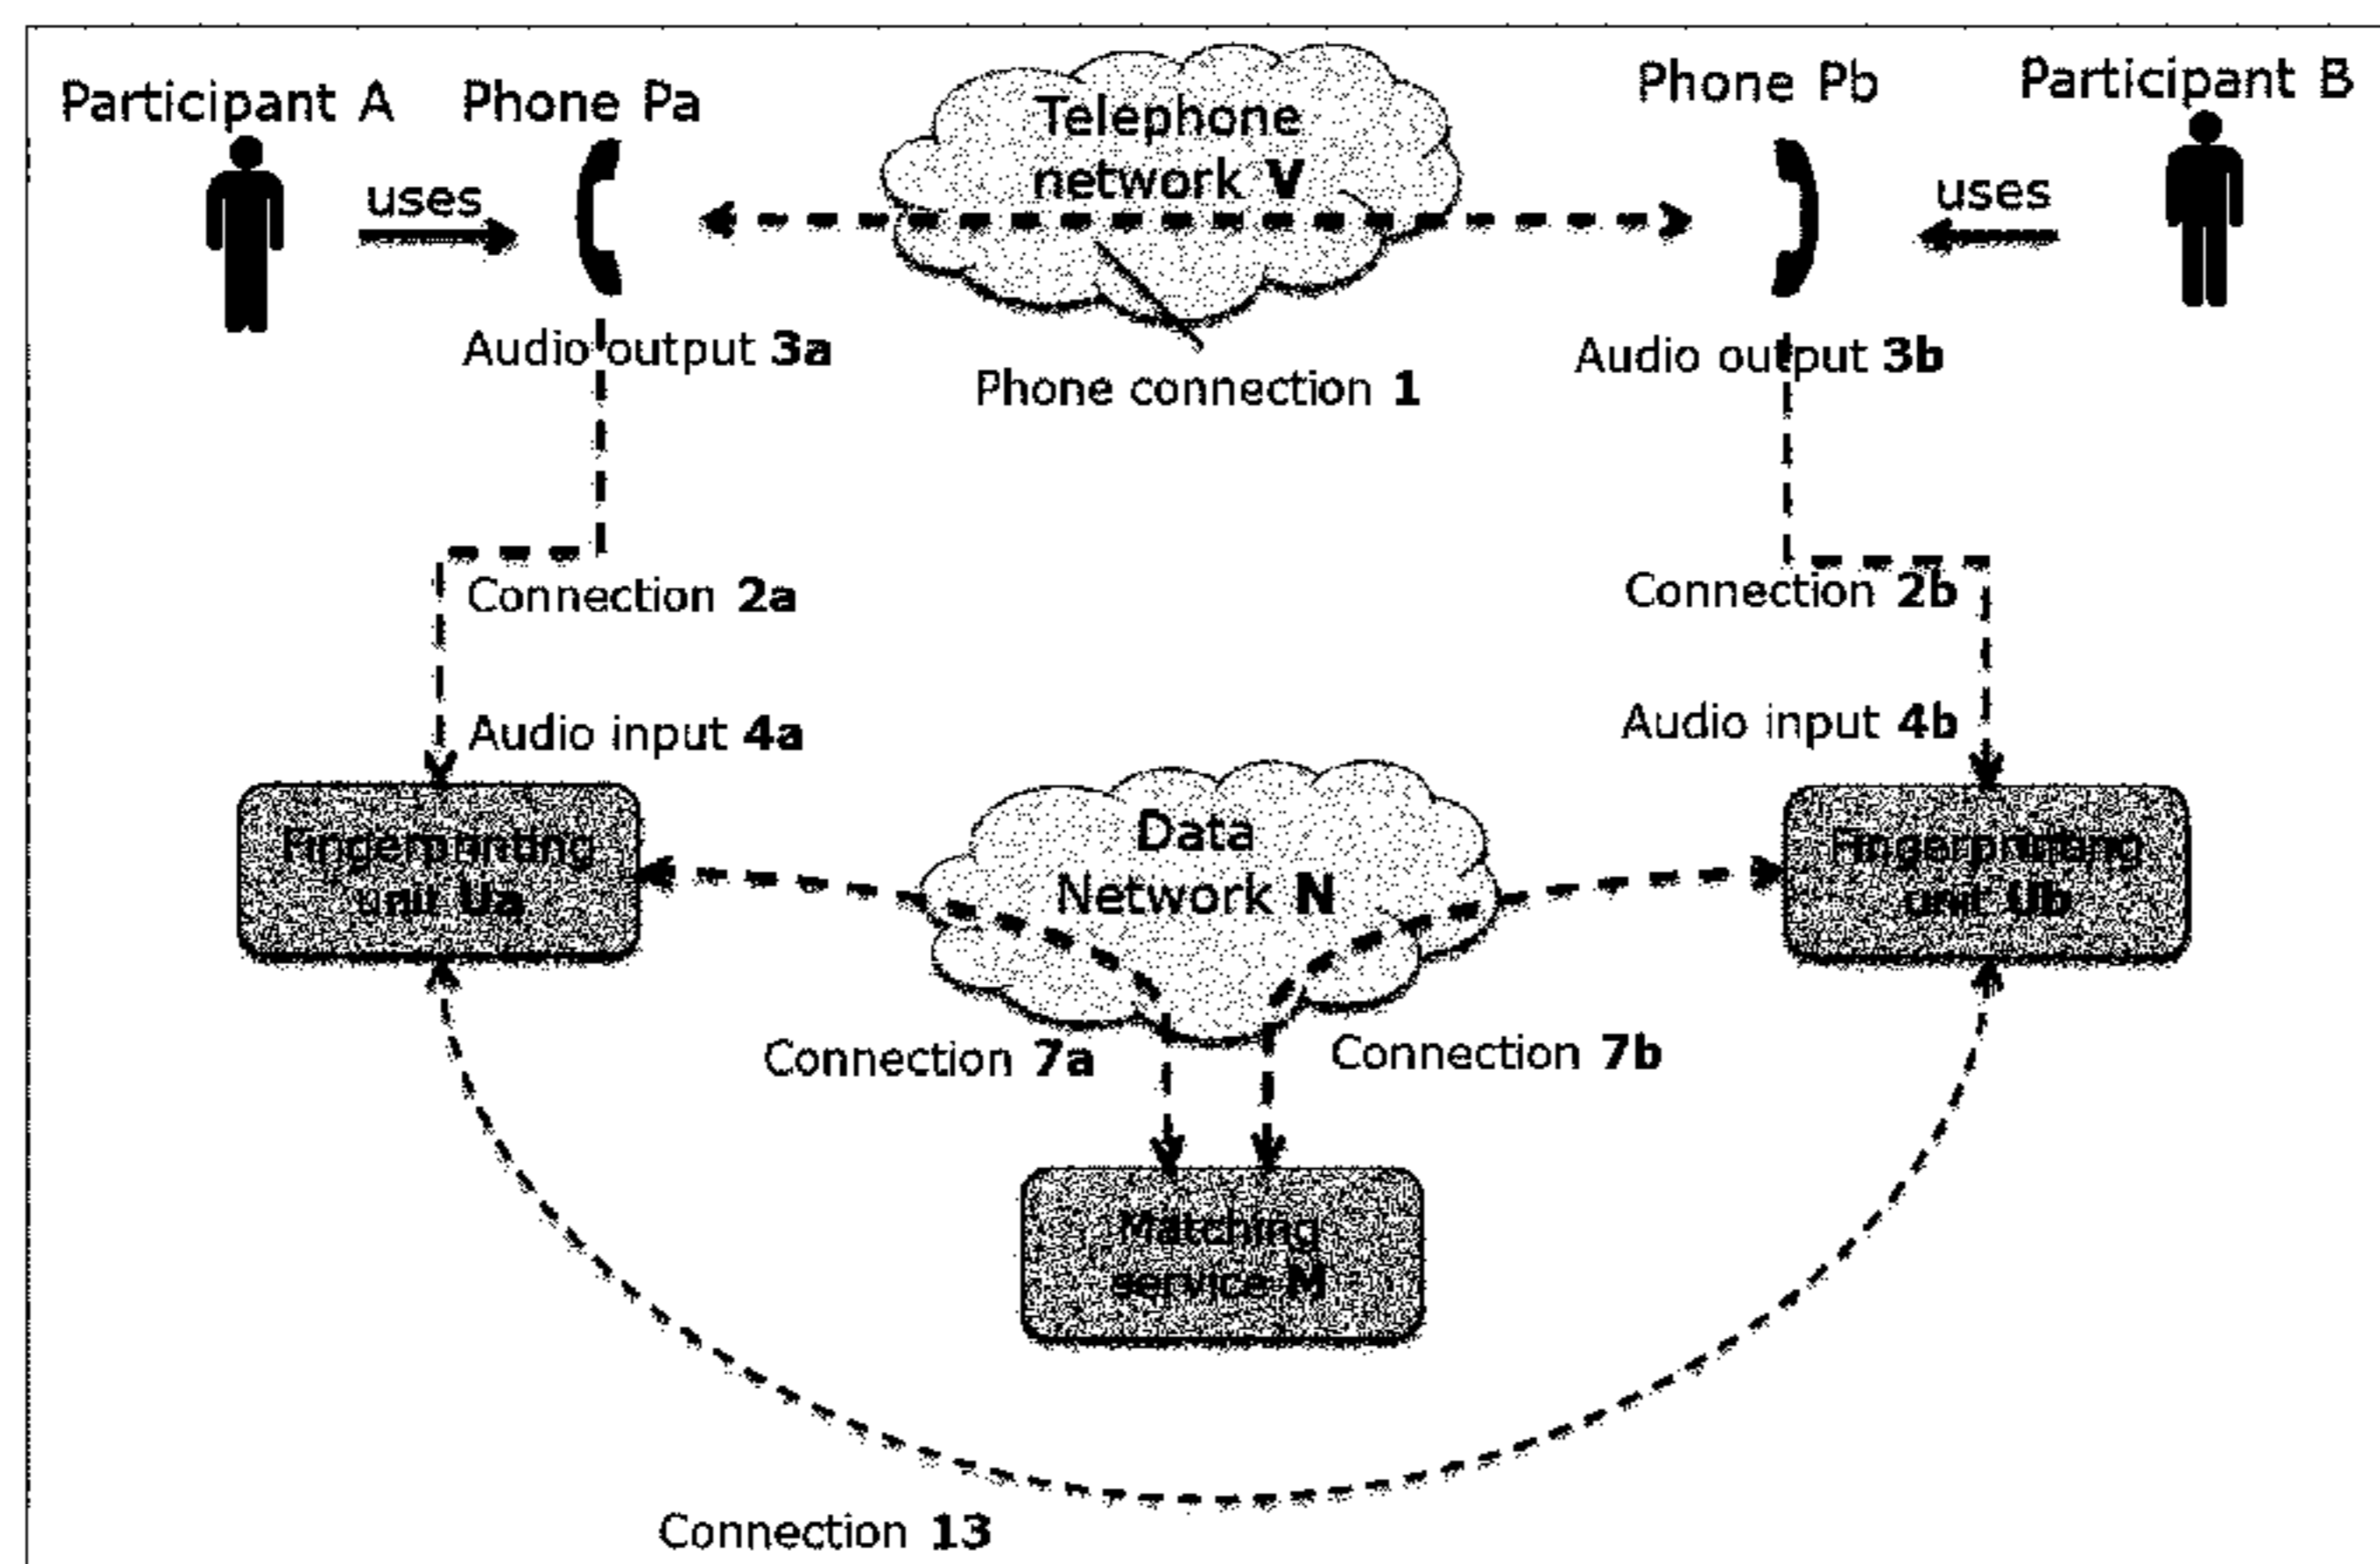 Participant A
Phone Pa
Telephone
network V
Phone Pb
Participant B
uses
uses
Audio output 3a
Phone connection 1
Audio output 3b
Connection 2a
Connection 2b
Audio input 4a
Audio input 4b
Fingerprinting
unit Ua
Data
Network N
Fingerprinting
unit Ub
Connection 7a
Connection 7b
Matching
service M
Connection 13